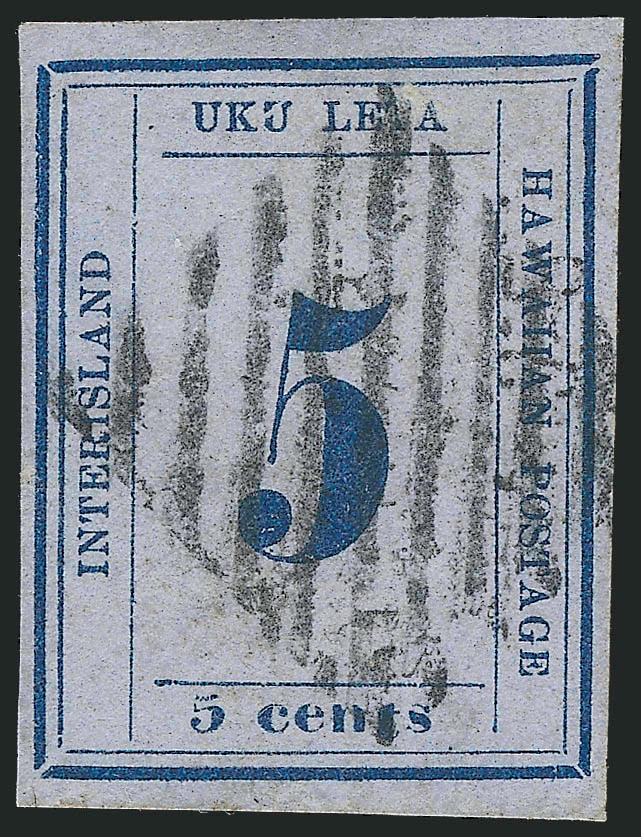 UKU LETA
INTERISLAND
5
HAWAIIAN POSTAGE
5 cents